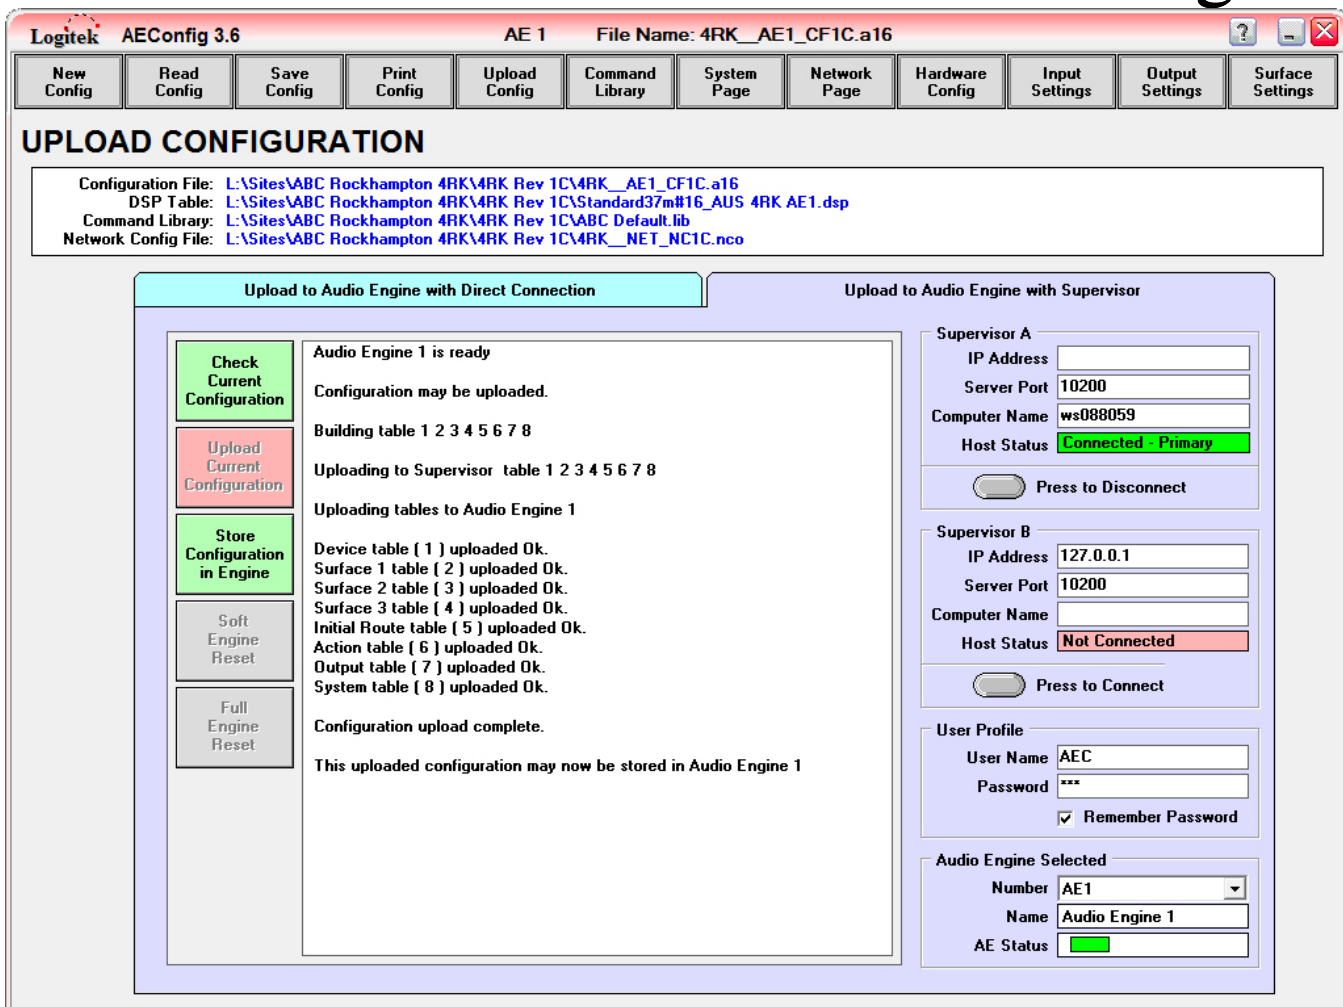 Logitek AEConfig 3.6 AE 1 File Name: 4RK__AE1_CF1C.a16 ?
New Config
Read Config
Save Config
Print Config
Upload Config
Command Library
System Page
Network Page
Hardware Config
Input Settings
Output Settings
Surface Settings
UPLOAD CONFIGURATION
Configuration File: L:\Sites\ABC Rockhampton 4RK\4RK Rev 1C\4RK__AE1_CF1C.a16
DSP Table: L:\Sites\ABC Rockhampton 4RK\4RK Rev 1C\Standard37m#16_AUS 4RK AE1.dsp
Command Library: L:\Sites\ABC Rockhampton 4RK\4RK Rev 1C\ABC Default.lib
Network Config File: L:\Sites\ABC Rockhampton 4RK\4RK Rev 1C\4RK__NET_NC1C.nco
Upload to Audio Engine with Direct Connection
Upload to Audio Engine with Supervisor
Check
Current
Configuration
Upload
Current
Configuration
Store
Configuration
in Engine
Soft
Engine
Reset
Full
Engine
Reset
Audio Engine 1 is ready
Configuration may be uploaded.
Building table 1 2 3 4 5 6 7 8
Uploading to Supervisor table 1 2 3 4 5 6 7 8
Uploading tables to Audio Engine 1
Device table ( 1 ) uploaded Ok.
Surface 1 table ( 2 ) uploaded Ok.
Surface 2 table ( 3 ) uploaded Ok.
Surface 3 table ( 4 ) uploaded Ok.
Initial Route table ( 5 ) uploaded Ok.
Action table ( 6 ) uploaded Ok.
Output table ( 7 ) uploaded Ok.
System table ( 8 ) uploaded Ok.
Configuration upload complete.
This uploaded configuration may now be stored in Audio Engine 1
Supervisor A
IP Address
Server Port 10200
Computer Name ws088059
Host Status Connected - Primary
Press to Disconnect
Supervisor B
IP Address 127.0.0.1
Server Port 10200
Computer Name
Host Status Not Connected
Press to Connect
User Profile
User Name AEC
Password ***
Remember Password
Audio Engine Selected
Number AE1
Name Audio Engine 1
AE Status